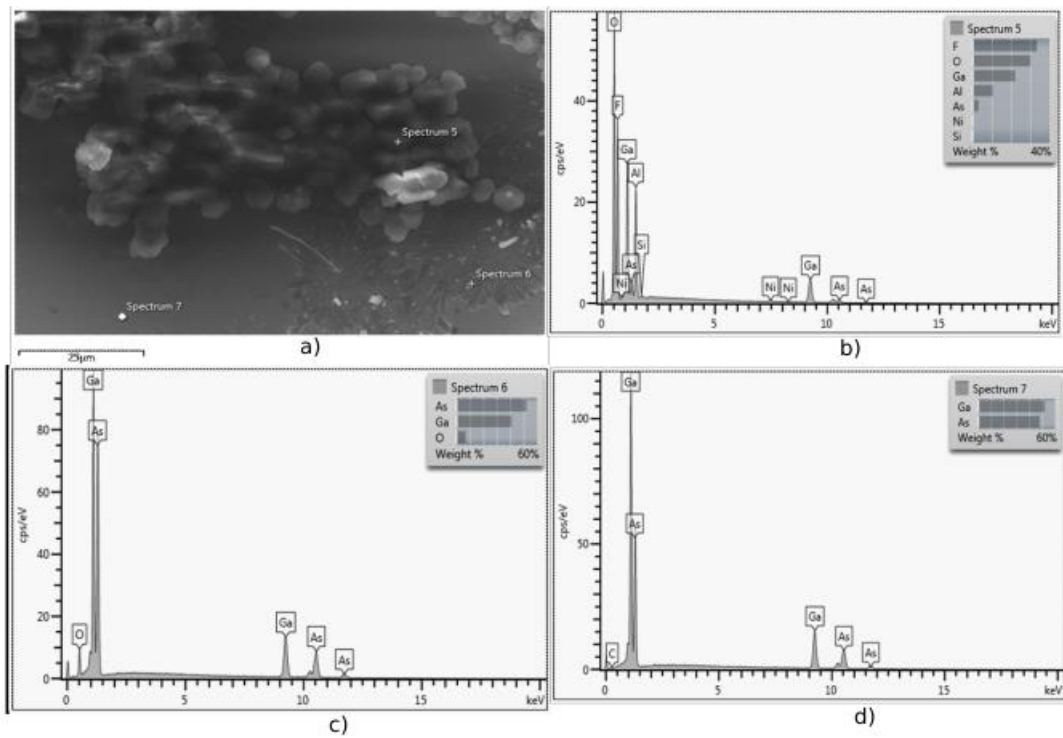 Spectrum 5
Spectrum 6
Spectrum 7
25μm
a)
Spectrum 5
F
O
Ga
Al
As
Ni
Si
Weight % 40%
O
F
Ga
Al
Si
As
Ni
Ni
Ni
Ga
As
As
cps/eV
40
20
0
0
5
10
15
keV
b)
Spectrum 6
As
Ga
O
Weight % 60%
Ga
As
O
Ga
As
As
cps/eV
80
60
40
20
0
0
5
10
15
keV
c)
Spectrum 7
Ga
As
Weight % 60%
Ga
As
C
Ga
As
As
cps/eV
100
50
0
0
5
10
15
keV
d)